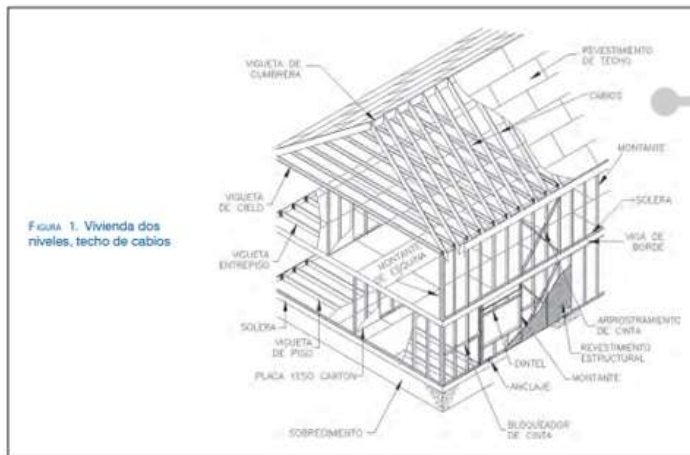 VIGUETA DE
CUMBRERA
REVESTIMIENTO
DE TECHO
CABIOS
MONTANTE
VIGUETA
DE CIELO
SOLERA
FIGURA 1. Vivienda dos
niveles, techo de cabios
VIGA DE
BORDE
VIGUETA
ENTREPISO
MONTANTE
DE ESQUINA
SOLERA
ARRIOSTRAMIENTO
DE CINTA
VIGUETA
DE PISO
DINTEL
REVESTIMIENTO
ESTRUCTURAL
PLACA YESO CARTON
MONTANTE
ANCLAJE
SOBRECIMIENTO
BLOQUEADOR
DE CINTA